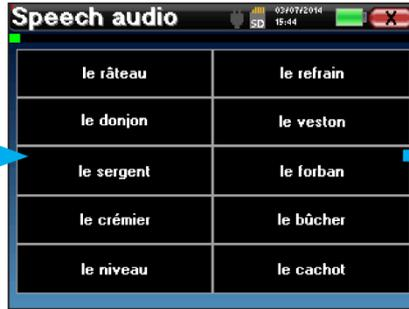 Speech audio
SD
03/07/2014
15:44
X
le râteau le refrain
le donjon le veston
le sergent le forban
le crémier le bûcher
le niveau le cachot